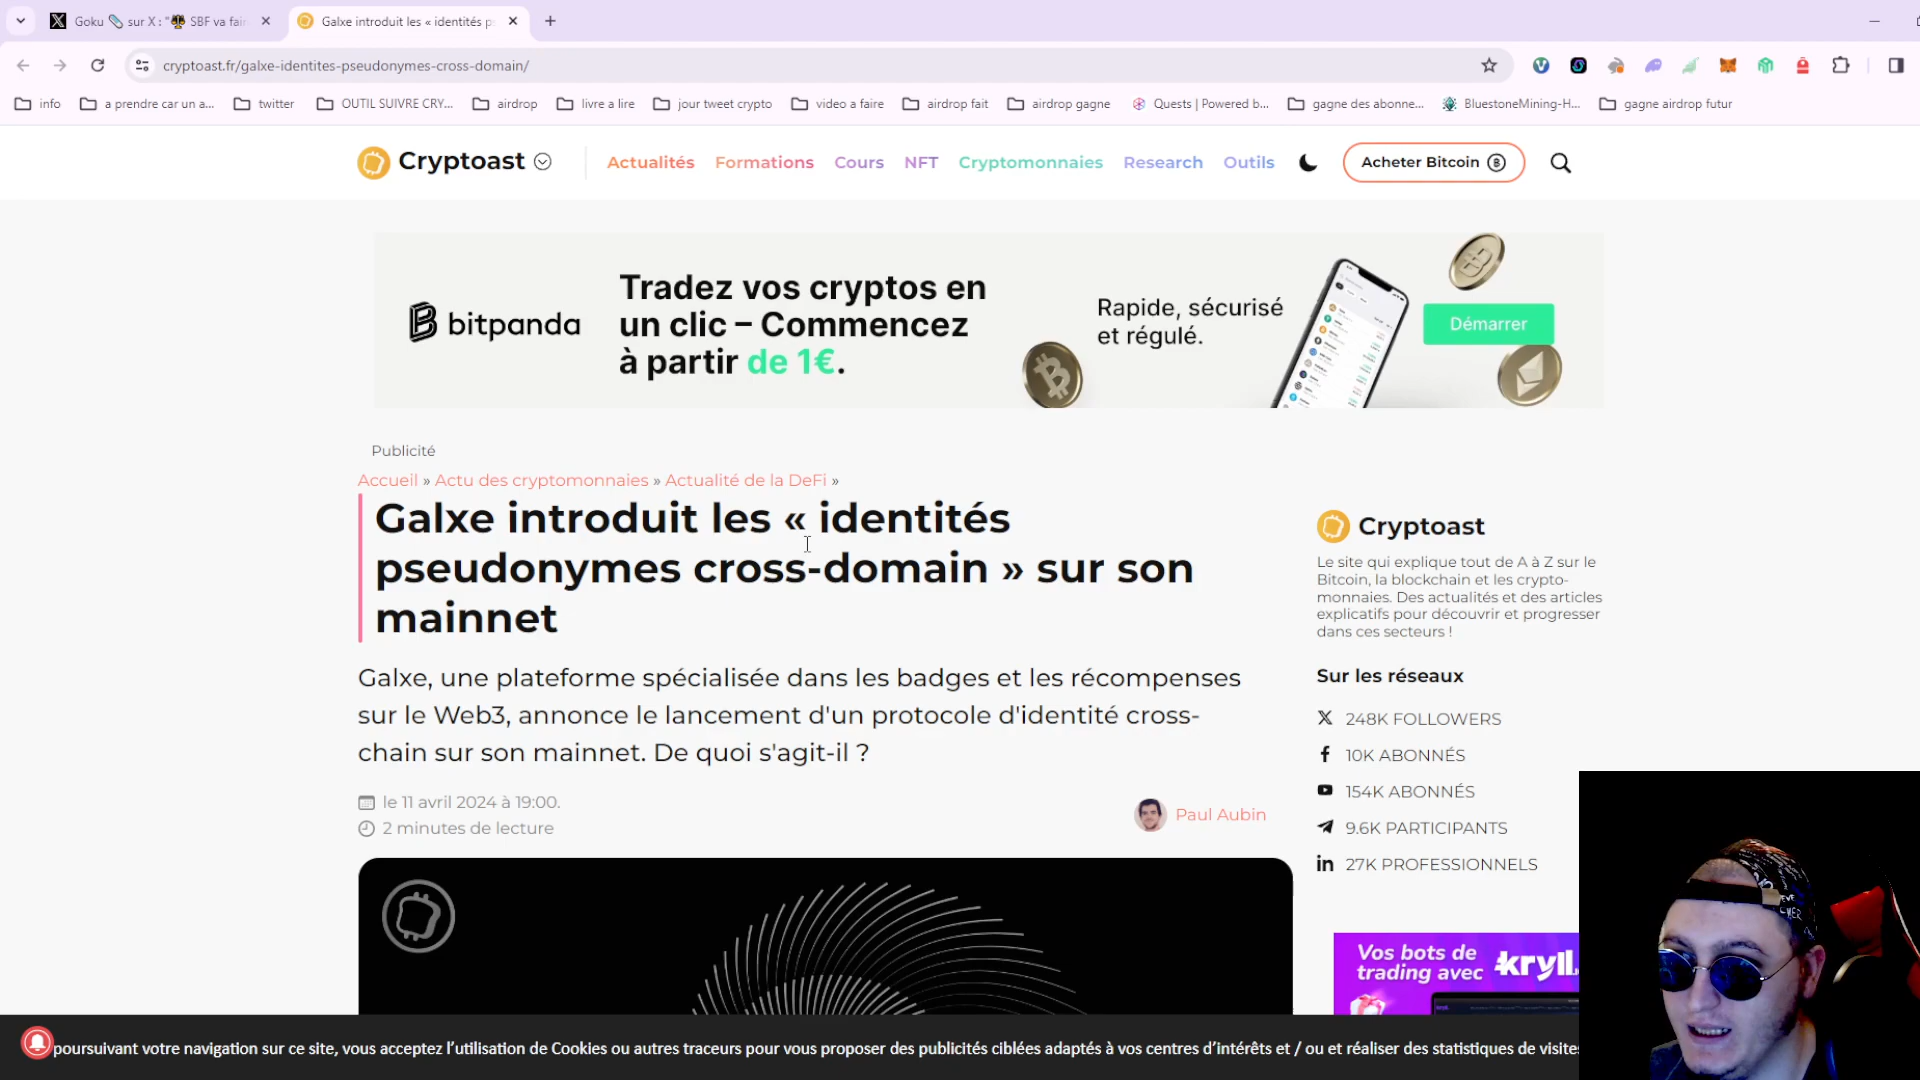 Goku sur X : " SBF va fair
Galxe introduit les « identités ps
cryptoast.fr/galxe-identites-pseudonymes-cross-domain/
info
a prendre car un a...
twitter
OUTIL SUIVRE CRY...
airdrop
livre a lire
jour tweet crypto
video a faire
airdrop fait
airdrop gagne
Quests | Powered b...
gagne des abonne...
BluestoneMining-H...
gagne airdrop futur
Cryptoast
Actualités
Formations
Cours
NFT
Cryptomonnaies
Research
Outils
Acheter Bitcoin
bitpanda
Tradez vos cryptos en
un clic – Commencez
à partir de 1€.
Rapide, sécurisé
et régulé.
Démarrer
Publicité
Accueil » Actu des cryptomonnaies » Actualité de la DeFi »
Galxe introduit les « identités
pseudonymes cross-domain » sur son
mainnet
Galxe, une plateforme spécialisée dans les badges et les récompenses
sur le Web3, annonce le lancement d'un protocole d'identité cross-
chain sur son mainnet. De quoi s'agit-il ?
le 11 avril 2024 à 19:00.
2 minutes de lecture
Paul Aubin
Cryptoast
Le site qui explique tout de A à Z sur le
Bitcoin, la blockchain et les crypto-
monnaies. Des actualités et des articles
explicatifs pour découvrir et progresser
dans ces secteurs !
Sur les réseaux
248K FOLLOWERS
10K ABONNÉS
154K ABONNÉS
9.6K PARTICIPANTS
27K PROFESSIONNELS
Vos bots de
trading avec
kryll.
poursuivant votre navigation sur ce site, vous acceptez l'utilisation de Cookies ou autres traceurs pour vous proposer des publicités ciblées adaptés à vos centres d'intérêts et / ou et réaliser des statistiques de visites